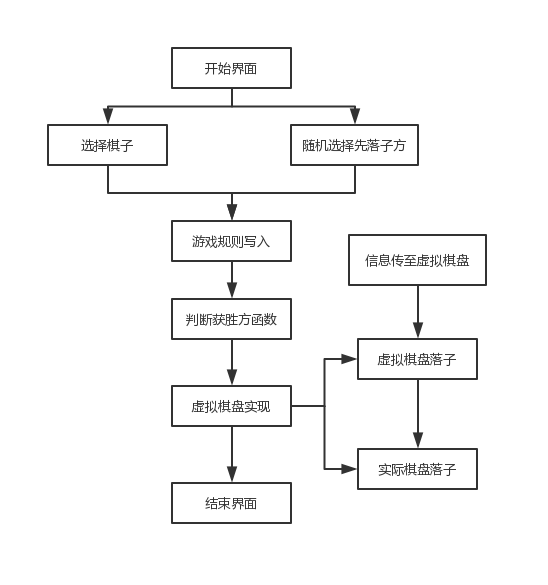 开始界面
选择棋子
随机选择先落子方
游戏规则写入
信息传至虚拟棋盘
判断获胜方函数
虚拟棋盘落子
虚拟棋盘实现
实际棋盘落子
结束界面